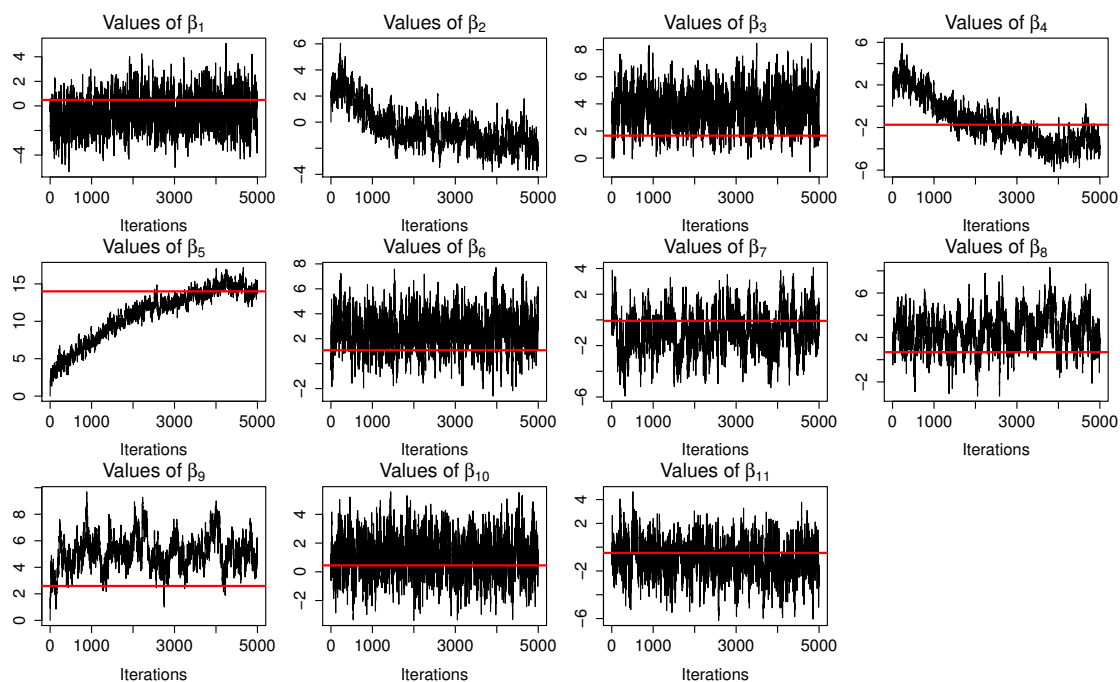 Values of β₁
Values of β₂
Values of β₃
Values of β₄
−4 0 2 4
−4 0 2 4 6
0 2 4 6 8
−6 −2 2 6
0 1000 3000 5000
0 1000 3000 5000
0 1000 3000 5000
0 1000 3000 5000
Iterations
Iterations
Iterations
Iterations
Values of β₅
Values of β₆
Values of β₇
Values of β₈
0 5 10 15
−2 2 4 6 8
−6 −2 2 4
−2 2 4 6
0 1000 3000 5000
0 1000 3000 5000
0 1000 3000 5000
0 1000 3000 5000
Iterations
Iterations
Iterations
Iterations
Values of β₉
Values of β₁₀
Values of β₁₁
0 2 4 6 8
−2 0 2 4
−6 −2 2 4
0 1000 3000 5000
0 1000 3000 5000
0 1000 3000 5000
Iterations
Iterations
Iterations